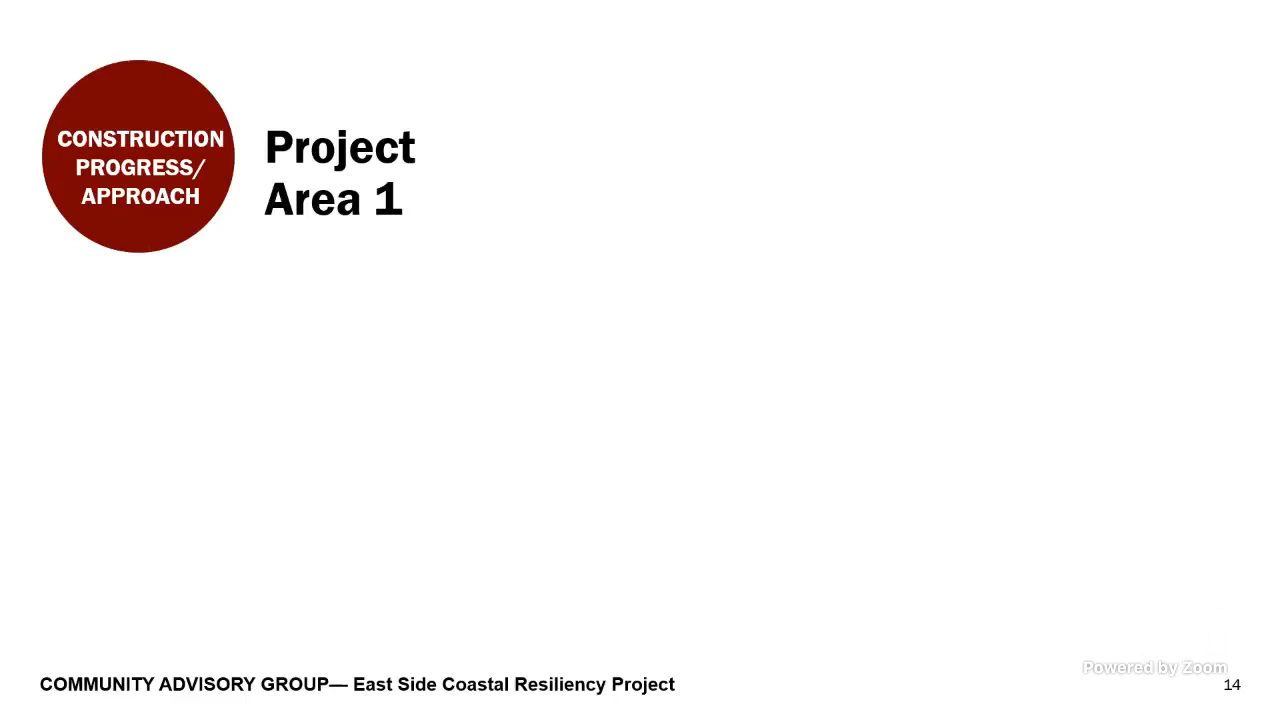 CONSTRUCTION
PROGRESS/
APPROACH
Project
Area 1
Powered by Zoom
COMMUNITY ADVISORY GROUP— East Side Coastal Resiliency Project
14